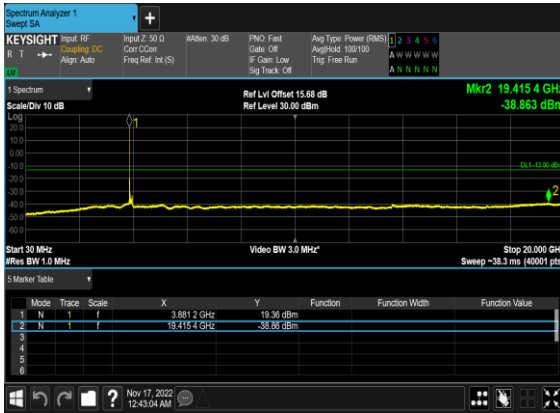 Spectrum Analyzer 1
Swept SA
+
KEYSIGHT Input: RF Input Z: 50 Ω #Atten: 30 dB PNO: Fast Avg Type: Power (RMS) 1 2 3 4 5 6
R T Coupling: DC Corr CCorr Gate: Off Avg|Hold: 100/100 A W W W W W
Align: Auto Freq Ref: Int (S) IF Gain: Low Trig: Free Run
Sig Track: Off A N N N N N
1 Spectrum
Scale/Div 10 dB
Ref Lvl Offset 15.68 dB
Ref Level 30.00 dBm
Mkr2 19.415 4 GHz
-38.863 dBm
Log
20.0
10.0
0.00
-10.0
-20.0
-30.0
-40.0
-50.0
-60.0
1
DL1 -13.00 dBm
2
Start 30 MHz Video BW 3.0 MHz* Stop 20.000 GHz
#Res BW 1.0 MHz Sweep ~38.3 ms (40001 pts)
5 Marker Table
Mode Trace Scale X Y Function Function Width Function Value
1 N 1 f 3.881 2 GHz 19.36 dBm
2 N 1 f 19.415 4 GHz -38.86 dBm
3
4
5
6
?
Nov 17, 2022
12:43:04 AM